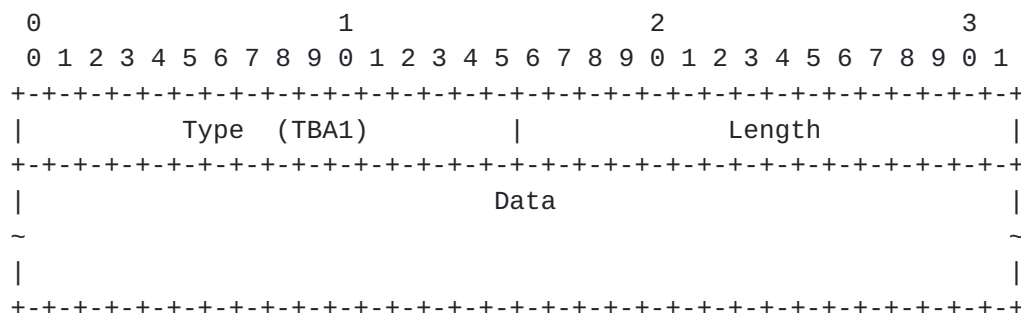 0                   1                   2                   3
 0 1 2 3 4 5 6 7 8 9 0 1 2 3 4 5 6 7 8 9 0 1 2 3 4 5 6 7 8 9 0 1
+-+-+-+-+-+-+-+-+-+-+-+-+-+-+-+-+-+-+-+-+-+-+-+-+-+-+-+-+-+-+-+-+
|          Type  (TBA1)         |             Length            |
+-+-+-+-+-+-+-+-+-+-+-+-+-+-+-+-+-+-+-+-+-+-+-+-+-+-+-+-+-+-+-+-+
|                              Data                             |
~                                                               ~
|                                                               |
+-+-+-+-+-+-+-+-+-+-+-+-+-+-+-+-+-+-+-+-+-+-+-+-+-+-+-+-+-+-+-+-+